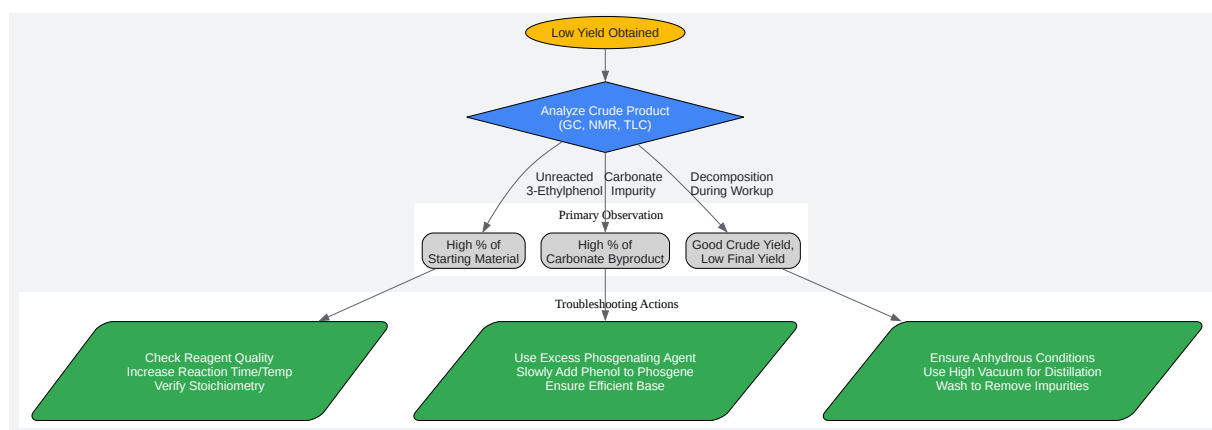 Low Yield Obtained
Analyze Crude Product
(GC, NMR, TLC)
Unreacted
3-Ethylphenol
Carbonate
Impurity
Decomposition
During Workup
Primary Observation
High % of
Starting Material
High % of
Carbonate Byproduct
Good Crude Yield,
Low Final Yield
Troubleshooting Actions
Check Reagent Quality
Increase Reaction Time/Temp
Verify Stoichiometry
Use Excess Phosgenating Agent
Slowly Add Phenol to Phosgene
Ensure Efficient Base
Ensure Anhydrous Conditions
Use High Vacuum for Distillation
Wash to Remove Impurities